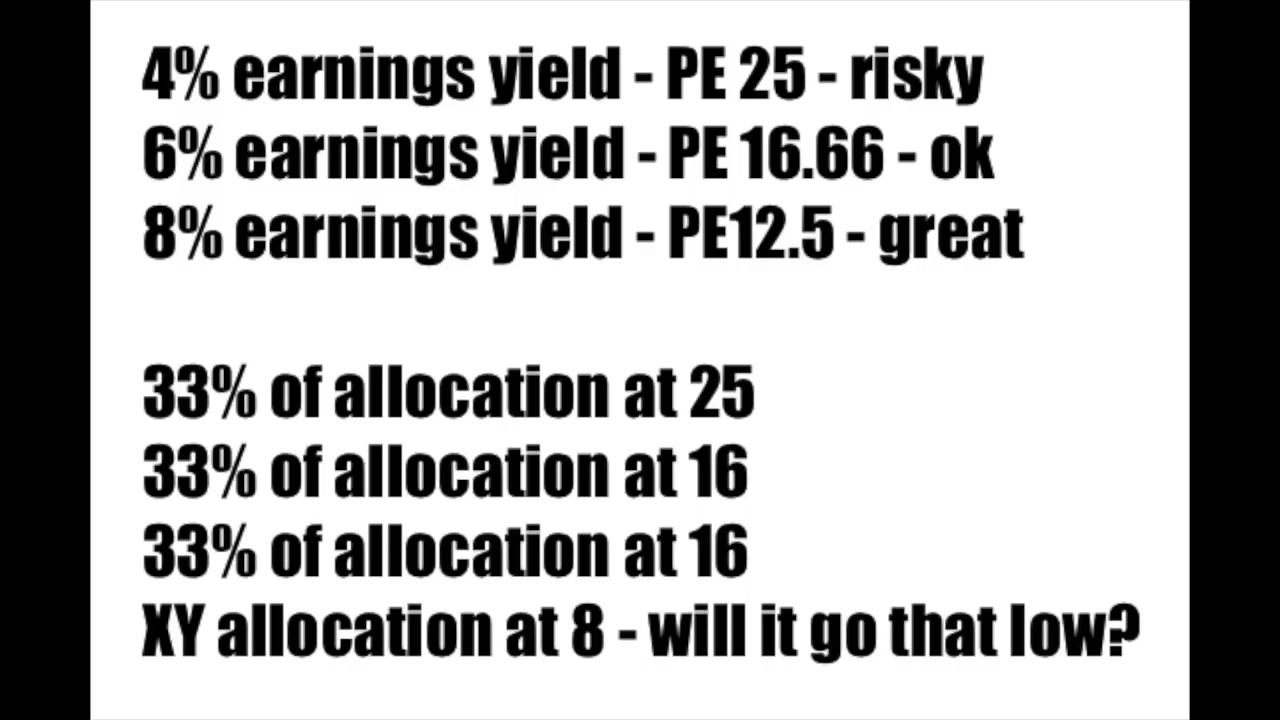 4% earnings yield - PE 25 - risky
6% earnings yield - PE 16.66 - ok
8% earnings yield - PE12.5 - great
33% of allocation at 25
33% of allocation at 16
33% of allocation at 16
XY allocation at 8 - will it go that low?